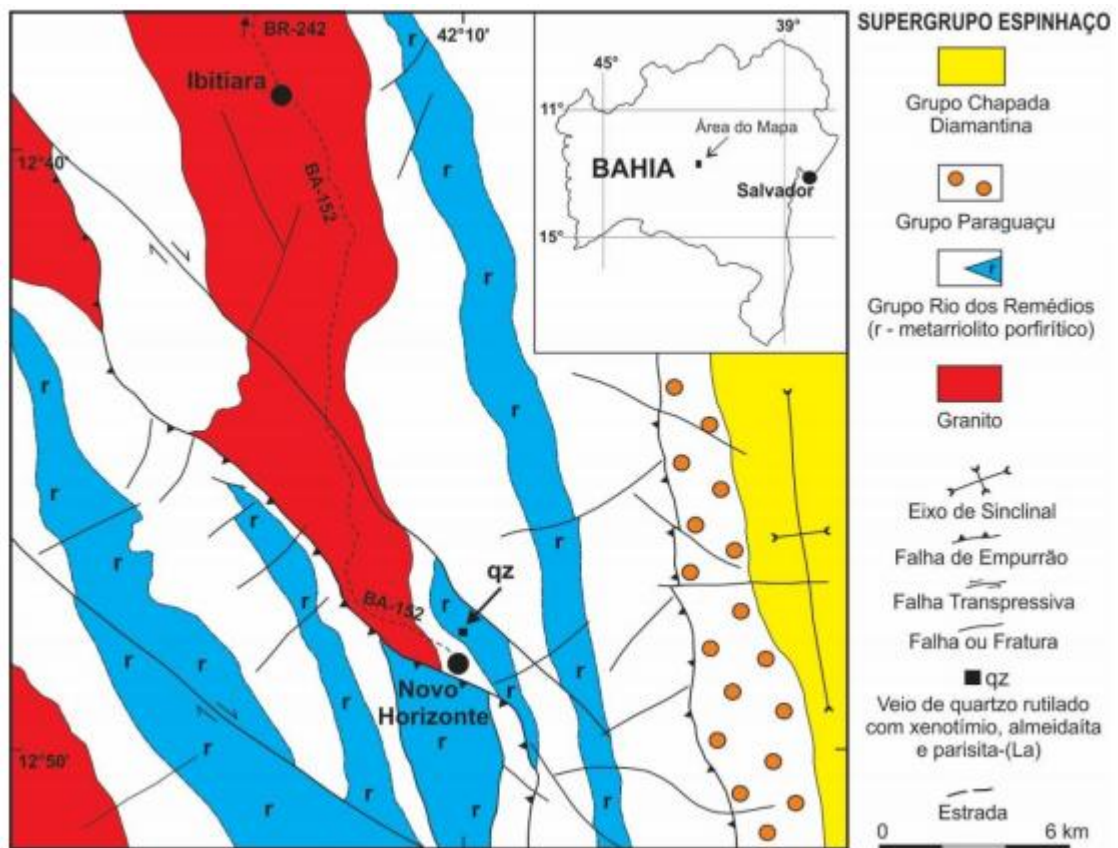 BR-242
r
42°10'
Ibitiara
12°40'
r
BA-152
r
r
r
r
r
r
r
r
r
qz
r
BA-152
r
r
r
r
r
Novo
Horizonte
r
r
r
12°50'
r
r
r
r
39°
45°
11°
Área do Mapa
BAHIA
Salvador
15°
SUPERGRUPO ESPINHAÇO
Grupo Chapada
Diamantina
Grupo Paraguaçu
r
Grupo Rio dos Remédios
(r - metarriolito porfirítico)
Granito
Eixo de Sinclinal
Falha de Empurrão
Falha Transpressiva
Falha ou Fratura
qz
Veio de quartzo rutilado
com xenotímio, almeidaíta
e parisita-(La)
Estrada
0 6 km